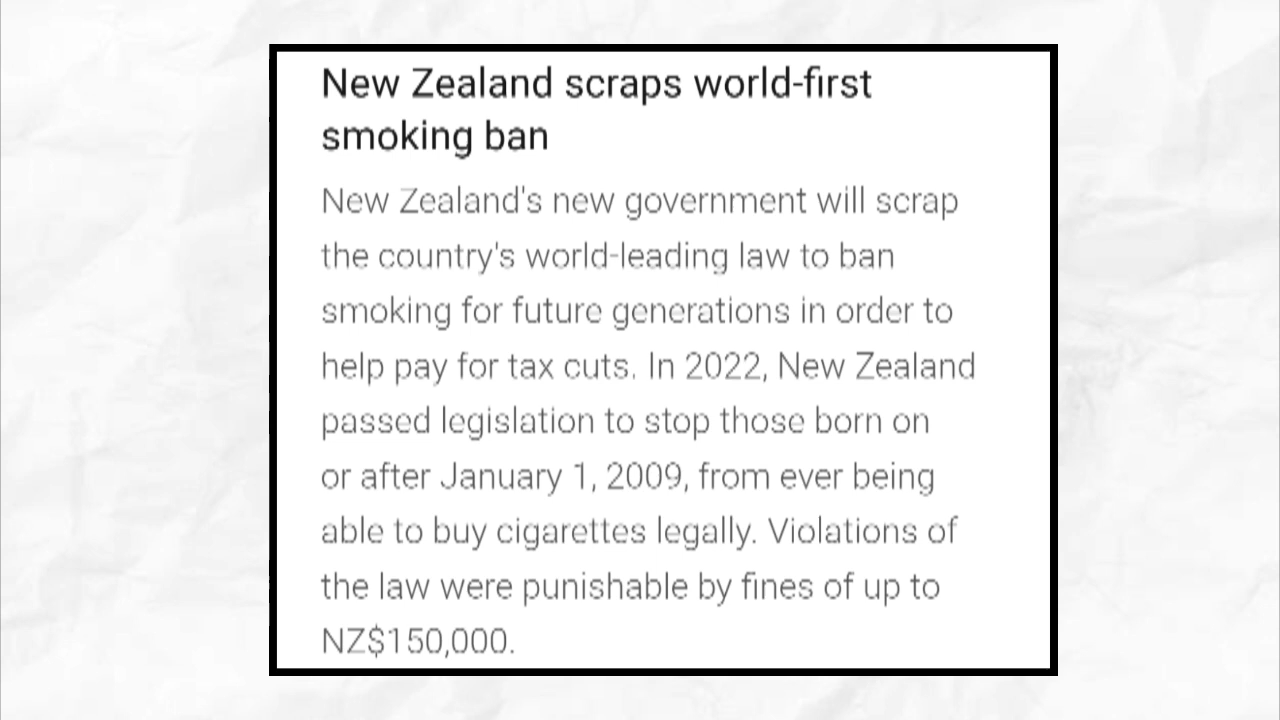 New Zealand scraps world-first
smoking ban
New Zealand's new government will scrap
the country's world-leading law to ban
smoking for future generations in order to
help pay for tax cuts. In 2022, New Zealand
passed legislation to stop those born on
or after January 1, 2009, from ever being
able to buy cigarettes legally. Violations of
the law were punishable by fines of up to
NZ$150,000.